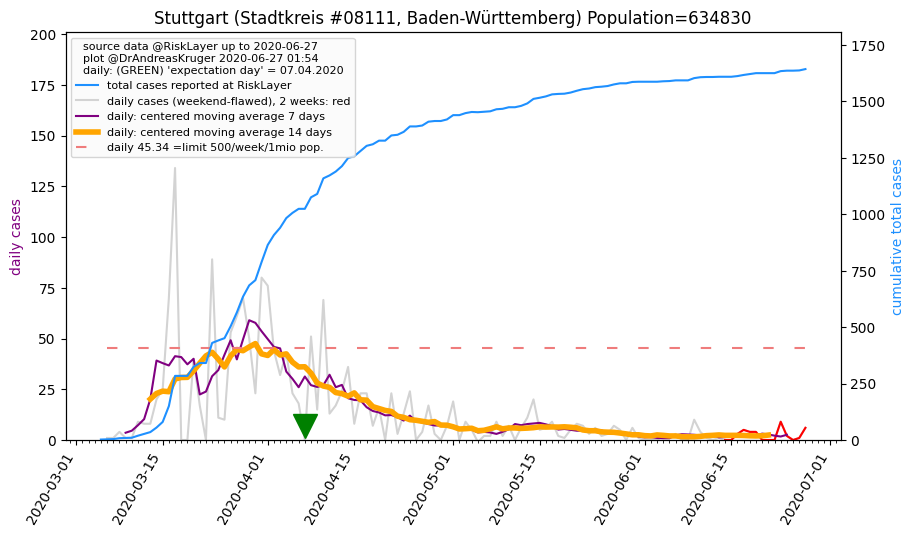 Stuttgart (Stadtkreis #08111, Baden-Württemberg) Population=634830
source data @RiskLayer up to 2020-06-27
plot @DrAndreasKruger 2020-06-27 01:54
daily: (GREEN) 'expectation day' = 07.04.2020
total cases reported at RiskLayer
daily cases (weekend-flawed), 2 weeks: red
daily: centered moving average 7 days
daily: centered moving average 14 days
daily 45.34 =limit 500/week/1mio pop.
daily cases
200
175
150
125
100
75
50
25
0
cumulative total cases
1750
1500
1250
1000
750
500
250
0
2020-03-01
2020-03-15
2020-04-01
2020-04-15
2020-05-01
2020-05-15
2020-06-01
2020-06-15
2020-07-01